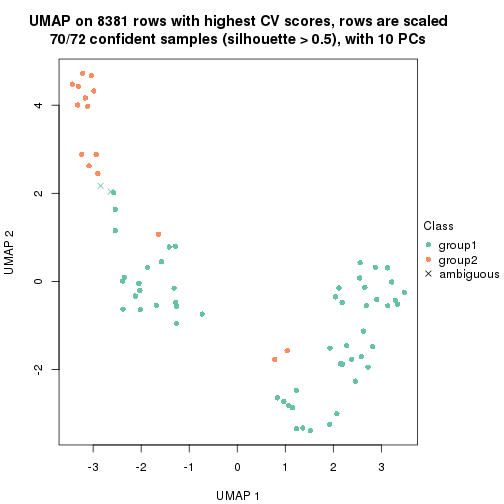 UMAP on 8381 rows with highest CV scores, rows are scaled
70/72 confident samples (silhouette > 0.5), with 10 PCs
4
2
0
-2
UMAP 2
-3
-2
-1
0
1
2
3
UMAP 1
Class
group1
group2
ambiguous